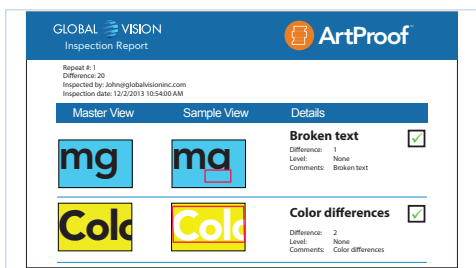 GLOBAL VISION
Inspection Report
ArtProof
Repeat #: 1
Difference: 20
Inspected by: John@globalvisioninc.com
Inspection date: 12/2/2013 10:54:00 AM
Master View Sample View Details
mg
mg
Broken text
Difference: 1
Level: None
Comments: Broken text
Colo
Colo
Color differences
Difference: 2
Level: None
Comments: Color differences